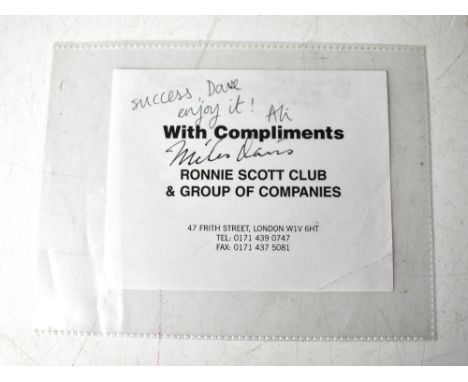 success Dave
enjoy it! Ali
With Compliments
Miles Davis
RONNIE SCOTT CLUB
& GROUP OF COMPANIES
47 FRITH STREET, LONDON W1V 6HT
TEL: 0171 439 0747
FAX: 0171 437 5081